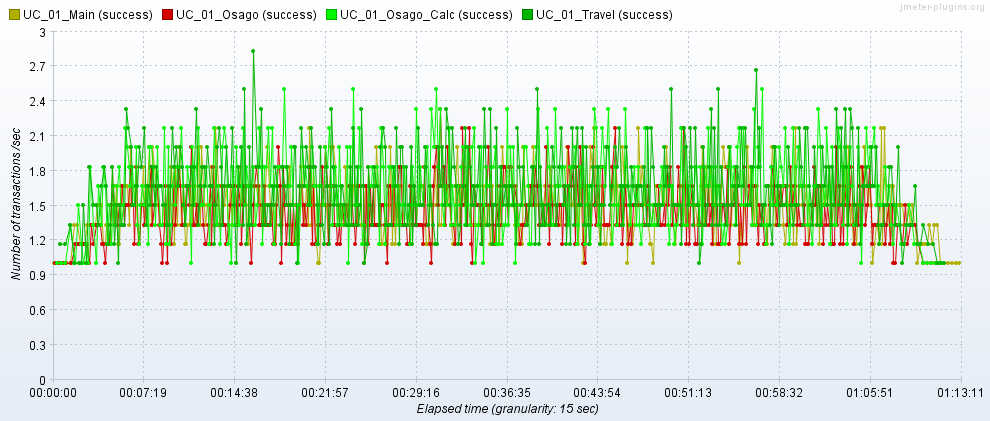 UC_01_Main (success) UC_01_Osago (success) UC_01_Osago_Calc (success) UC_01_Travel (success)
jmeter-plugins.org
Number of transactions/sec
3
2.7
2.4
2.1
1.8
1.5
1.2
0.9
0.6
0.3
0
00:00:00 00:07:19 00:14:38 00:21:57 00:29:16 00:36:35 00:43:54 00:51:13 00:58:32 01:05:51 01:13:11
Elapsed time (granularity: 15 sec)